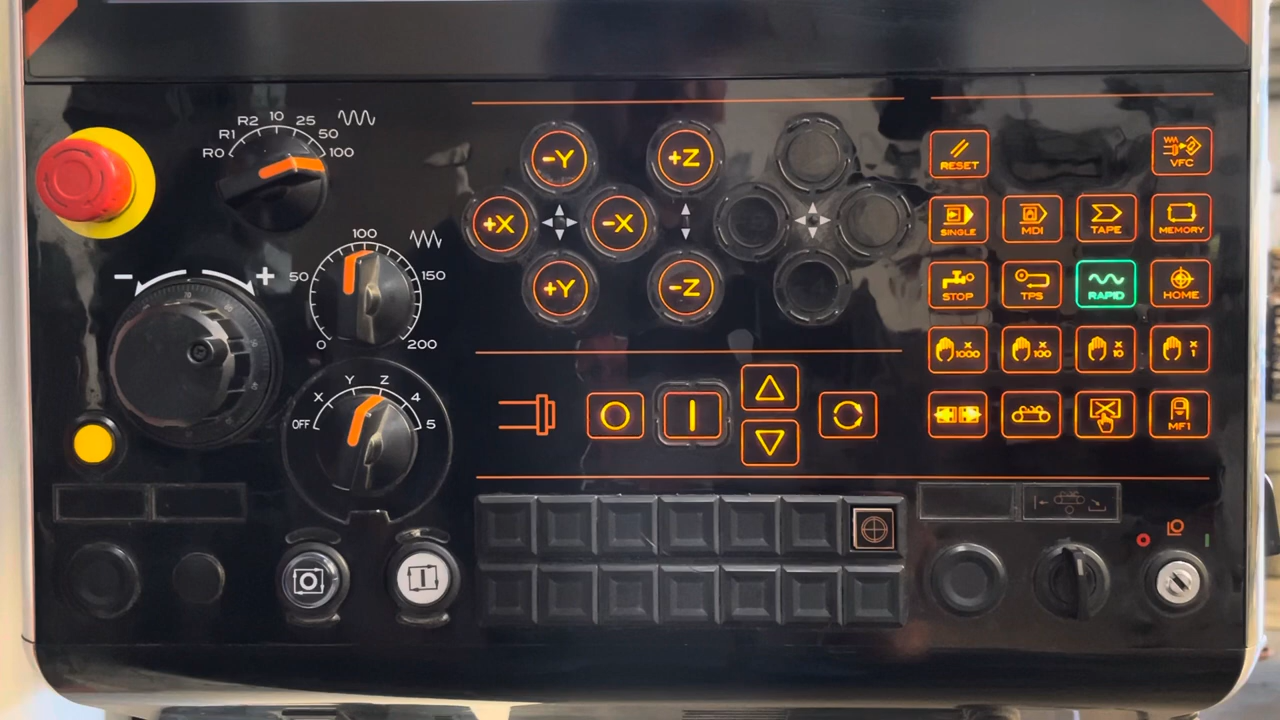 R0 R1 R2 10 25 50 100
0 50 100 150 200
- +
OFF X Y Z 4 5
-Y +Z
+X -X
+Y -Z
RESET VFC
SINGLE MDI TAPE MEMORY
STOP TPS RAPID HOME
x 1000 x 100 x 10 x 1
MF1